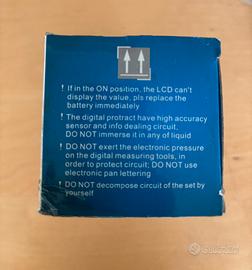 ! If in the ON position, the LCD can't
display the value, pls replace the
battery immediately
! The digital protract have high accuracy
sensor and info dealing circuit,
DO NOT immerse it in any of liquid
! DO NOT exert the electronic pressure
on the digital measuring tools, in
order to protect circuit; DO NOT use
electronic pan lettering
! DO NOT decompose circuit of the set by
yourself
SUBITO